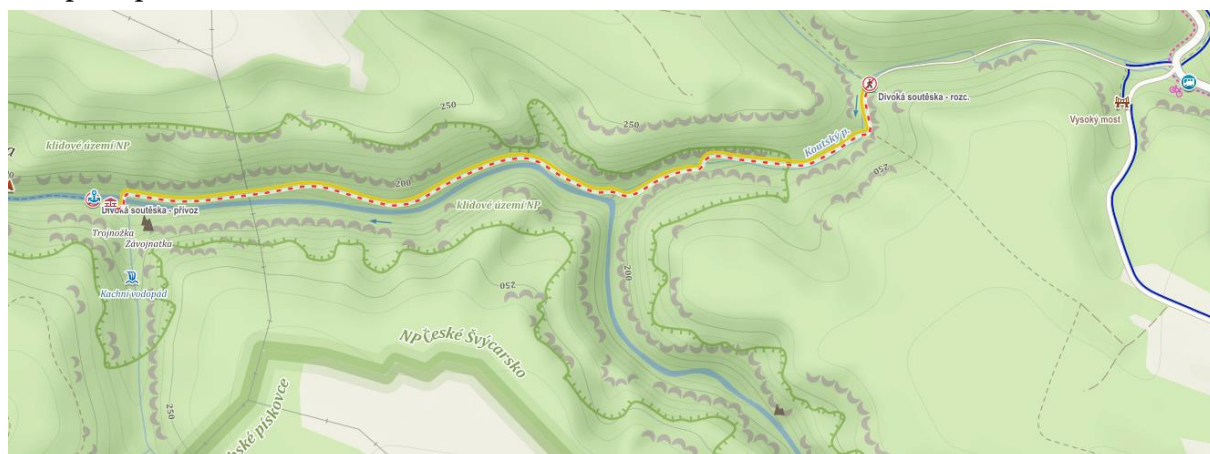 250
250
Divoká soutěska - rozc.
Vysoký most
Koutský p.
klidové území NP
250
200
klidové území NP
Divoká soutěska - přívoz
Trojnožka
Závojnatka
200
Kachní vodopád
250
NP České Švýcarsko
250
ské pískovce